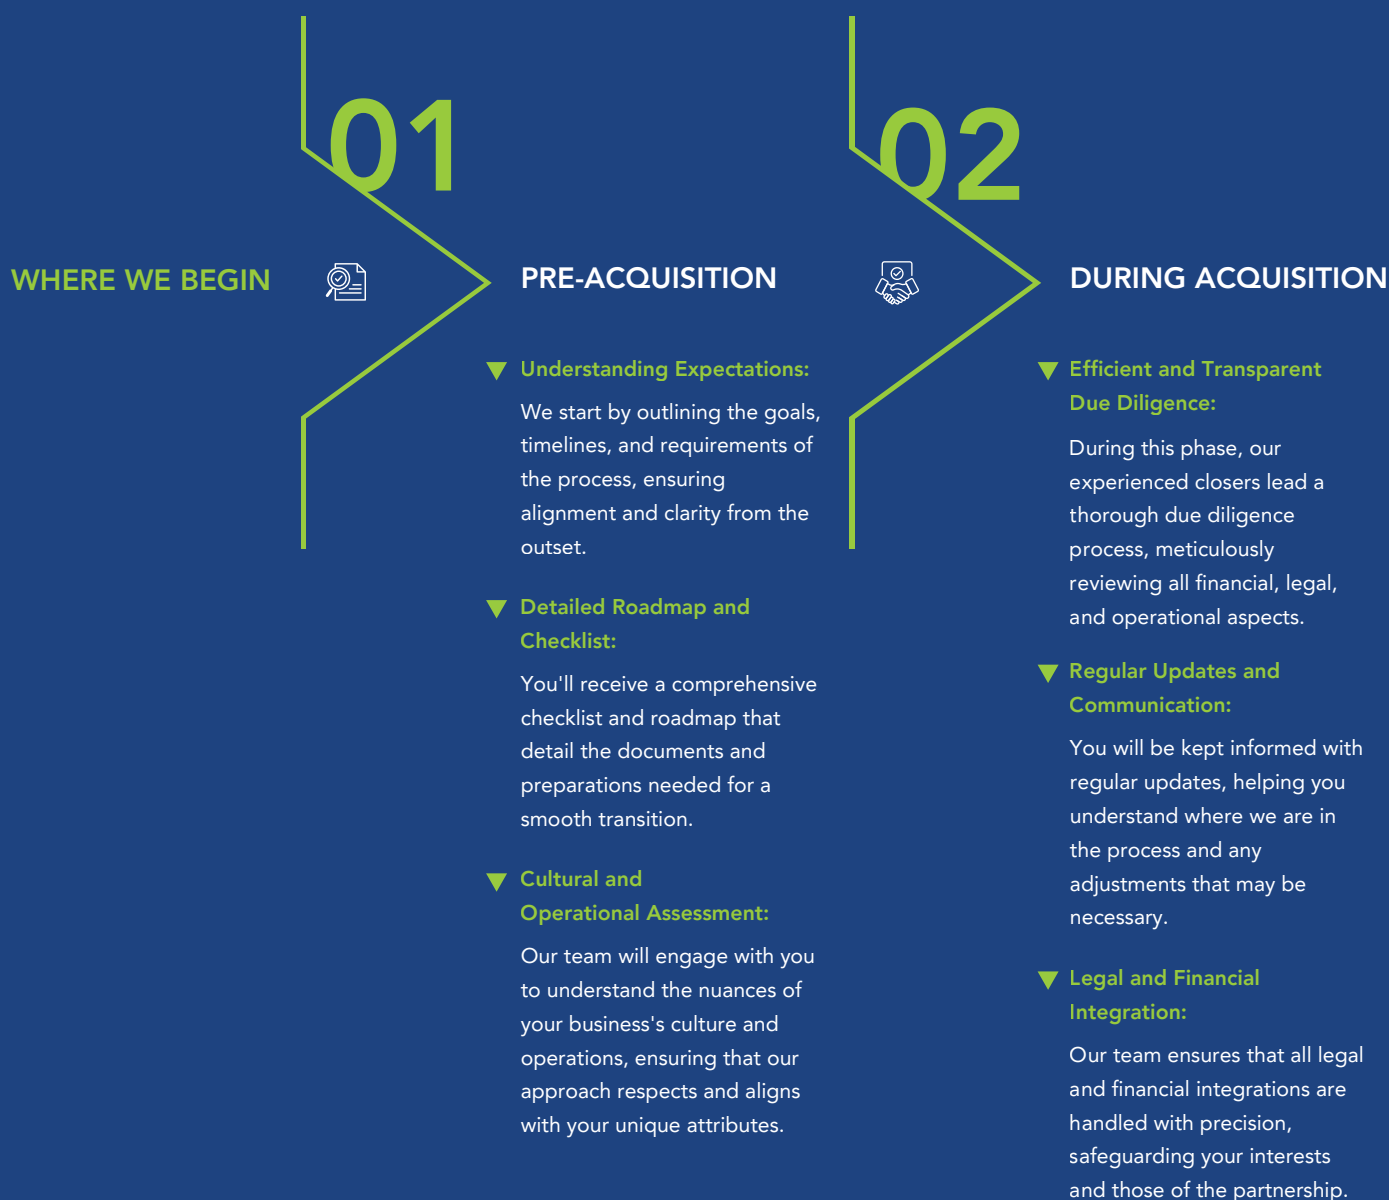 WHERE WE BEGIN
01
PRE-ACQUISITION
Understanding Expectations:
We start by outlining the goals,
timelines, and requirements of
the process, ensuring
alignment and clarity from the
outset.
Detailed Roadmap and
Checklist:
You'll receive a comprehensive
checklist and roadmap that
detail the documents and
preparations needed for a
smooth transition.
Cultural and
Operational Assessment:
Our team will engage with you
to understand the nuances of
your business's culture and
operations, ensuring that our
approach respects and aligns
with your unique attributes.
02
DURING ACQUISITION
Efficient and Transparent
Due Diligence:
During this phase, our
experienced closers lead a
thorough due diligence
process, meticulously
reviewing all financial, legal,
and operational aspects.
Regular Updates and
Communication:
You will be kept informed with
regular updates, helping you
understand where we are in
the process and any
adjustments that may be
necessary.
Legal and Financial
Integration:
Our team ensures that all legal
and financial integrations are
handled with precision,
safeguarding your interests
and those of the partnership.